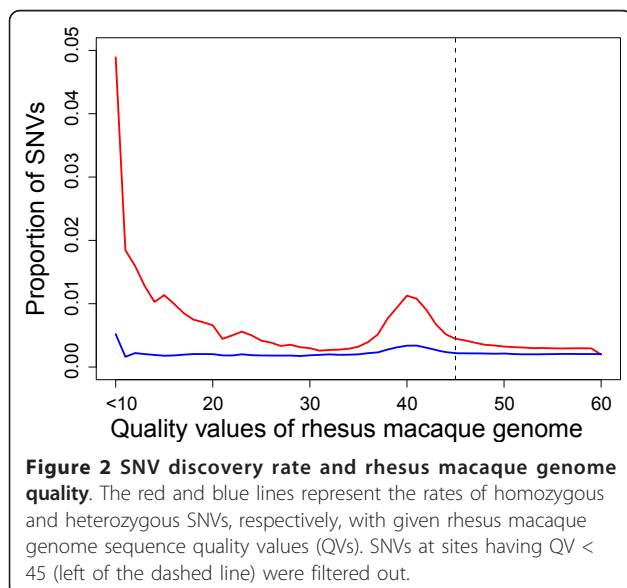 0.05
0.04
0.03
0.02
0.01
0.00
Proportion of SNVs
<10 20 30 40 50 60
Quality values of rhesus macaque genome
Figure 2 SNV discovery rate and rhesus macaque genome
quality. The red and blue lines represent the rates of homozygous
and heterozygous SNVs, respectively, with given rhesus macaque
genome sequence quality values (QVs). SNVs at sites having QV <
45 (left of the dashed line) were filtered out.